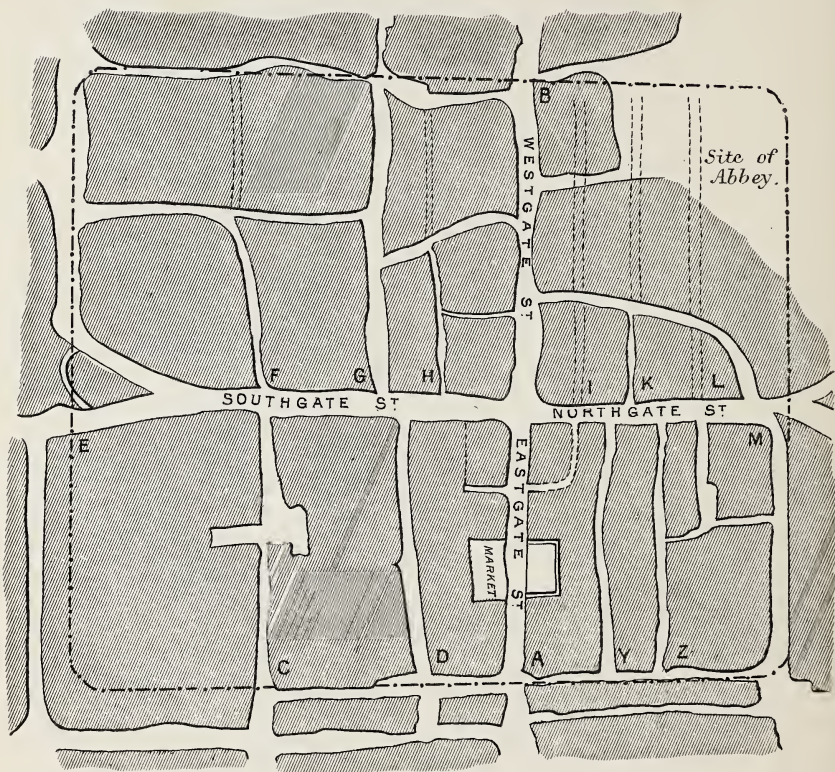 B
Site of
Abbey.
WESTGATE ST.
F
G
H
I
K
L
SOUTHGATE ST.
NORTHGATE ST.
E
M
EASTGATE ST.
MARKET
C
D
A
Y
Z